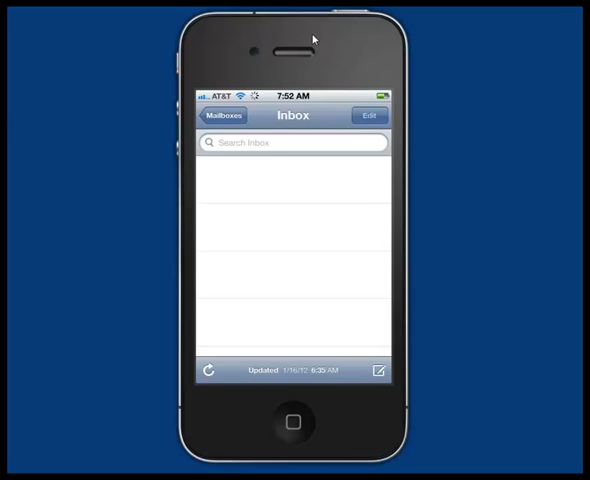 AT&T 7:52 AM
Mailboxes Inbox Edit
Search Inbox
Updated 1/16/12 6:35 AM